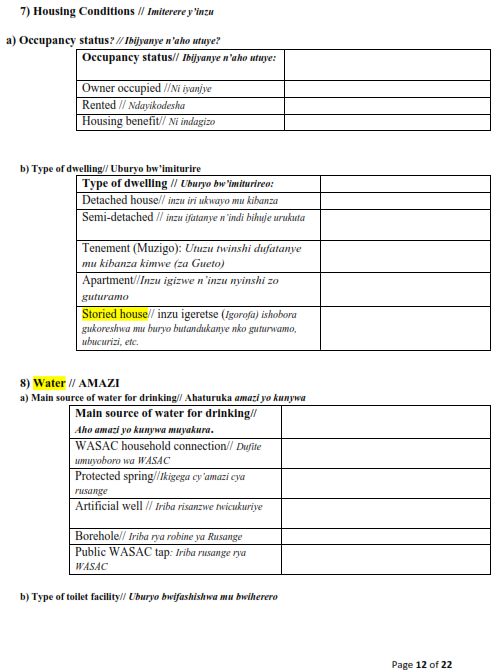 7) Housing Conditions // Imiterere y'inzu
a) Occupancy status? // Ibijyanye n'aho utuye?
Occupancy status// Ibijyanye n'aho utuye:
Owner occupied //Ni iyanjye
Rented // Ndayikodesha
Housing benefit// Ni indagizo
b) Type of dwelling// Uburyo bw'imiturire
Type of dwelling // Uburyo bw'imiturireo:
Detached house// inzu iri ukwayo mu kibanza
Semi-detached // inzu ifatanye n'indi bihuje urukuta
Tenement (Muzigo): Utuzu twinshi dufatanye
mu kibanza kimwe (za Gueto)
Apartment//Inzu igizwe n'inzu nyinshi zo
guturamo
Storied house// inzu igeretse (Igorofa) ishobora
gukoreshwa mu buryo butandukanye nko guturwamo,
ubucurizi, etc.
8) Water // AMAZI
a) Main source of water for drinking// Ahaturuka amazi yo kunywa
Main source of water for drinking//
Aho amazi yo kunywa muyakura.
WASAC household connection// Dufite
umuyoboro wa WASAC
Protected spring//Ikigega cy'amazi cya
rusange
Artificial well // Iriba risanzwe twicukuriye
Borehole// Iriba rya robine ya Rusange
Public WASAC tap: Iriba rusange rya
WASAC
b) Type of toilet facility// Uburyo bwifashishwa mu bwiherero
Page 12 of 22